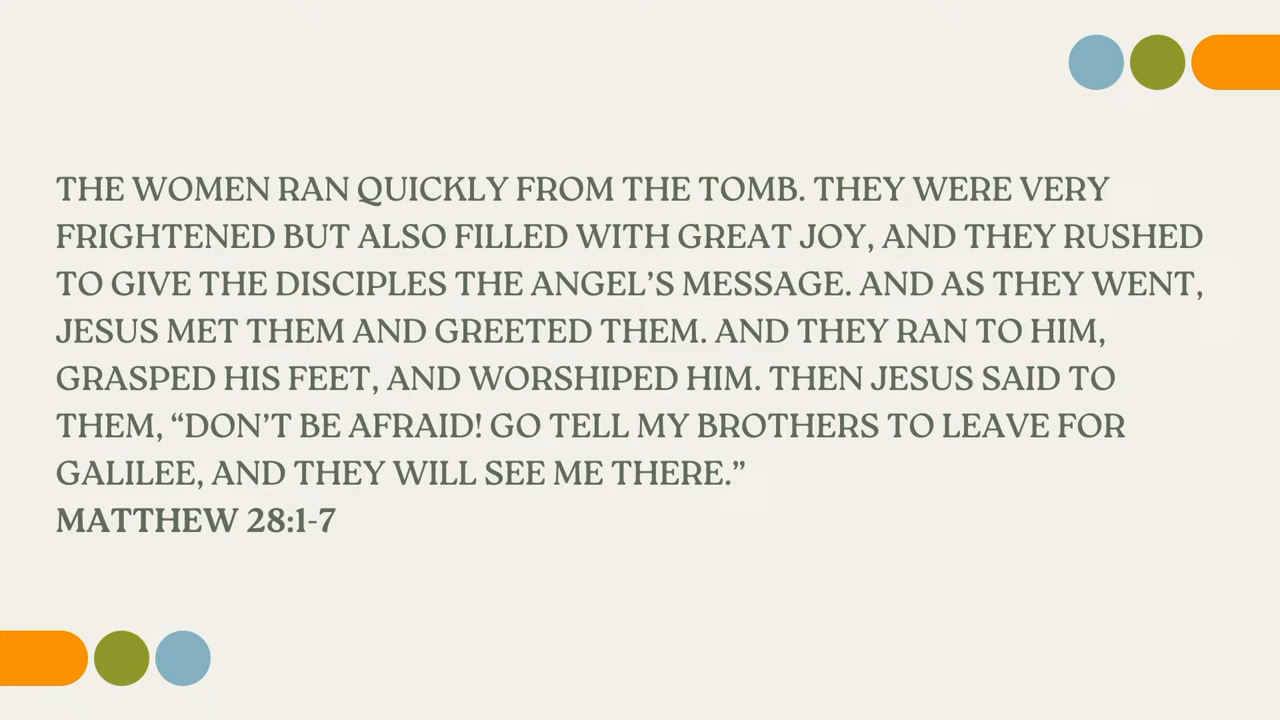 THE WOMEN RAN QUICKLY FROM THE TOMB. THEY WERE VERY
FRIGHTENED BUT ALSO FILLED WITH GREAT JOY, AND THEY RUSHED
TO GIVE THE DISCIPLES THE ANGEL’S MESSAGE. AND AS THEY WENT,
JESUS MET THEM AND GREETED THEM. AND THEY RAN TO HIM,
GRASPED HIS FEET, AND WORSHIPED HIM. THEN JESUS SAID TO
THEM, “DON’T BE AFRAID! GO TELL MY BROTHERS TO LEAVE FOR
GALILEE, AND THEY WILL SEE ME THERE.”
MATTHEW 28:1-7